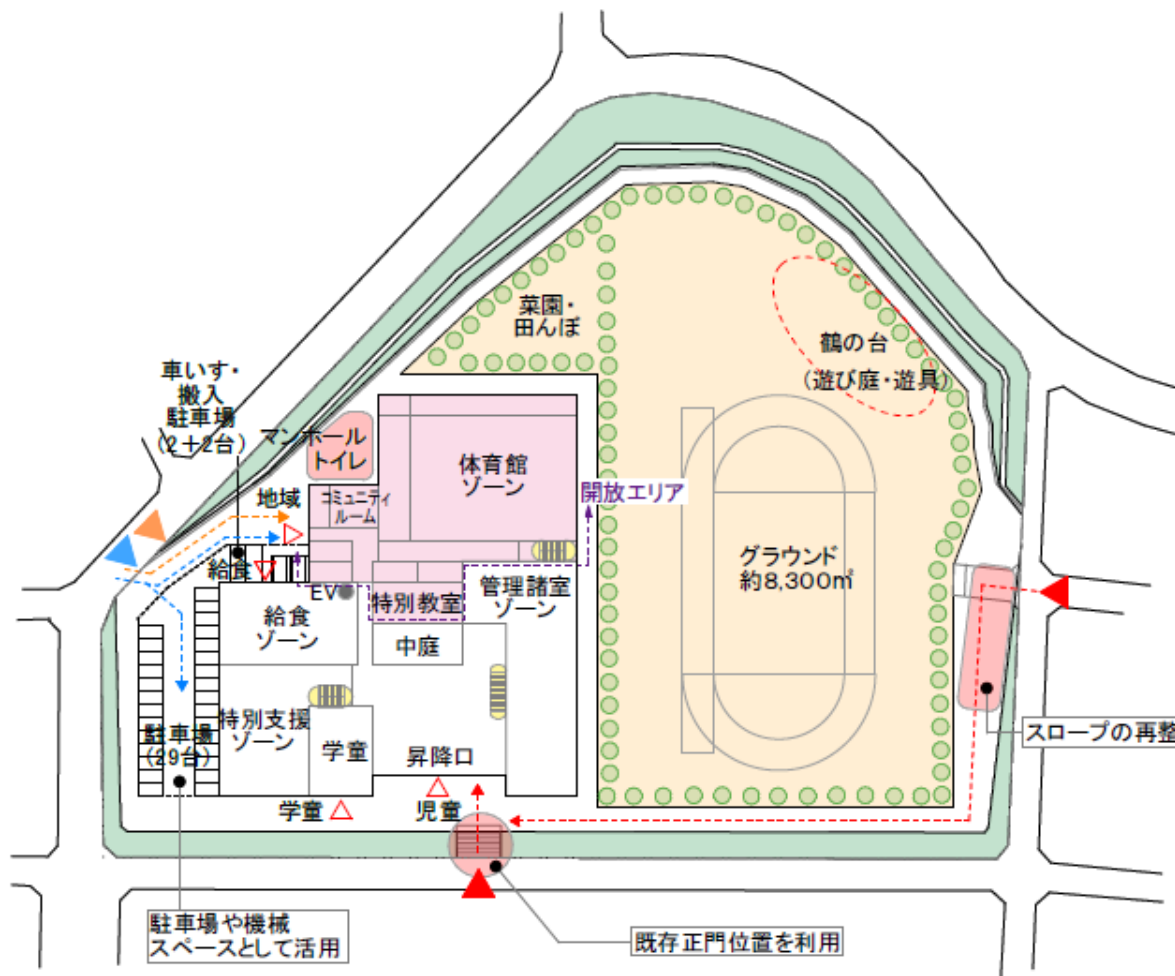 菜園・
田んぼ
鶴の台
(遊び庭・遊具)
車いす・
搬入
駐車場
(2+2台)
マンホール
トイレ
体育館
ゾーン
地域
コミュニティ
ルーム
開放エリア
グラウンド
約8,300㎡
給食
EV
特別教室
管理諸室
ゾーン
給食
ゾーン
中庭
特別支援
ゾーン
駐車場
(29台)
学童
昇降口
スロープの再整
学童
児童
駐車場や機械
スペースとして活用
既存正門位置を利用